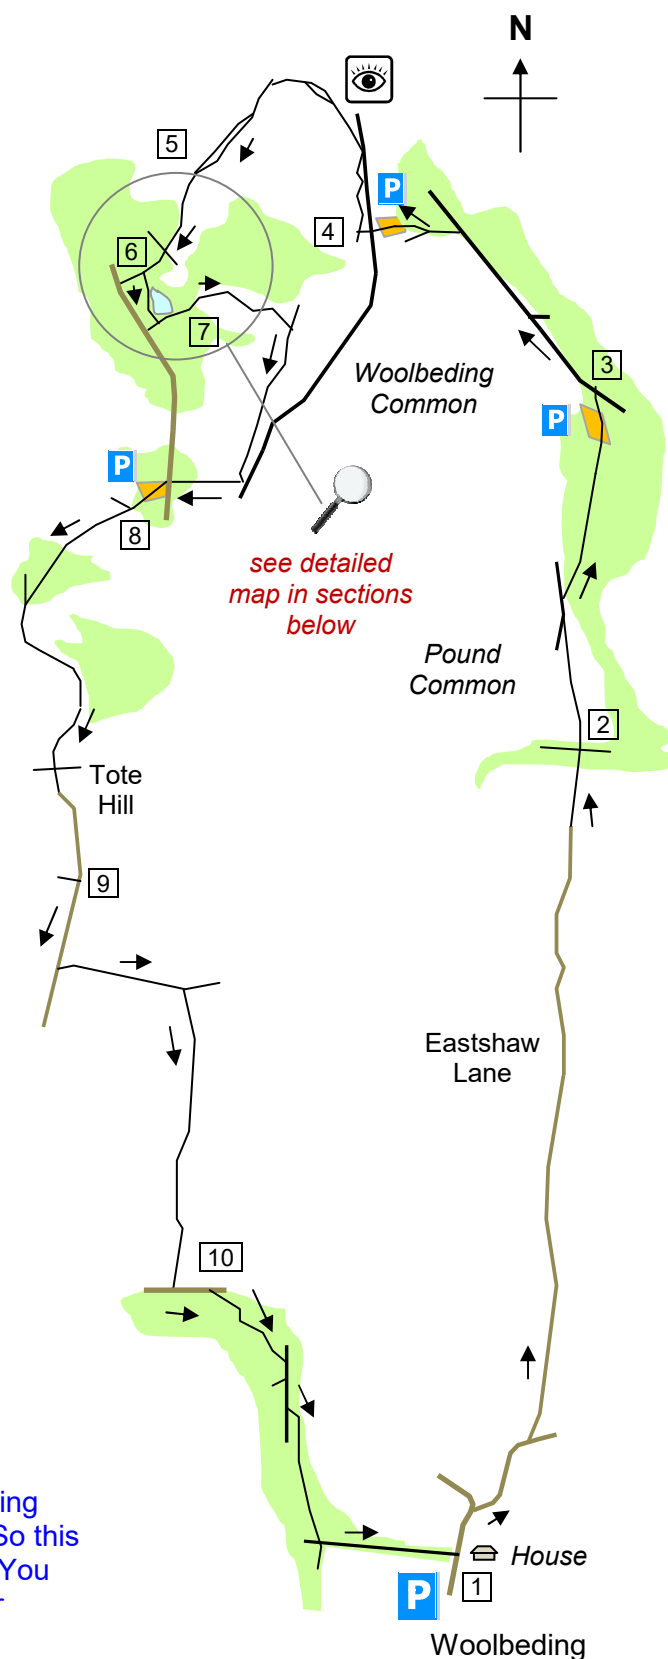 N
5
P
4
6
7
Woolbeding
Common
3
P
P
8
see detailed
map in sections
below
Pound
Common
2
Tote
Hill
9
Eastshaw
Lane
10
ing
So this
You
House
P
1
Woolbeding